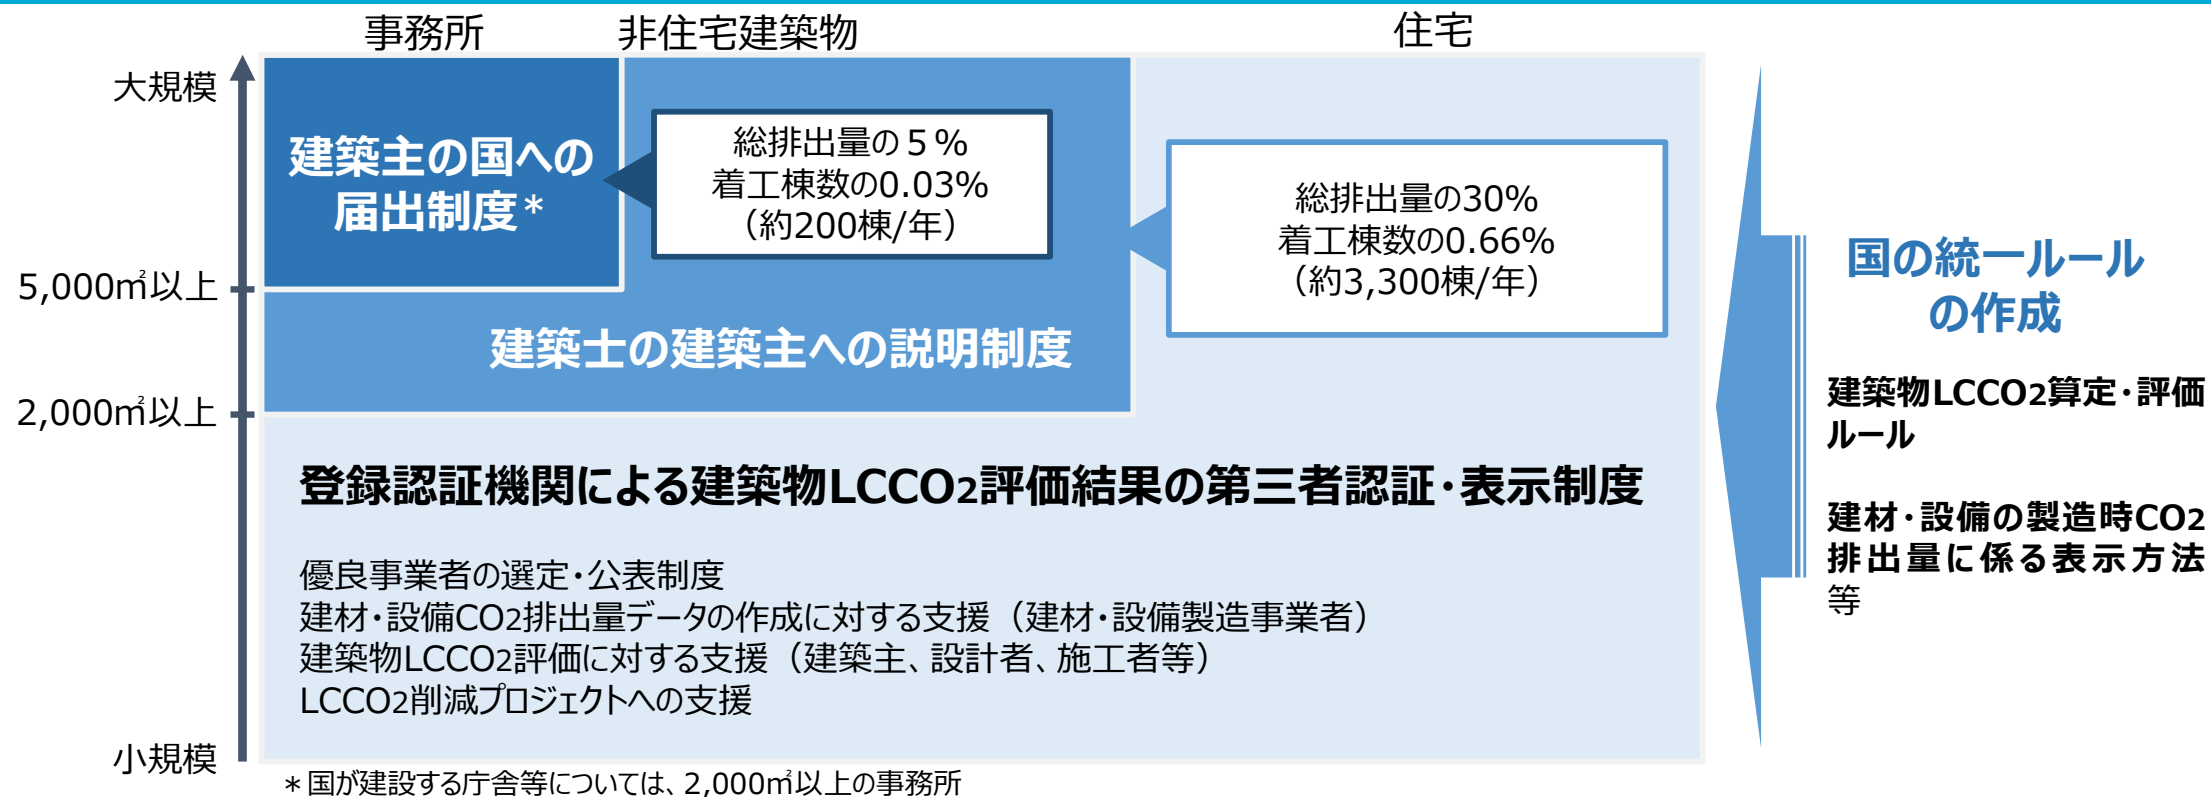 事務所
非住宅建築物
住宅
大規模
建築主の国への
届出制度*
総排出量の5%
着工棟数の0.03%
（約200棟/年）
総排出量の30%
着工棟数の0.66%
（約3,300棟/年）
5,000㎡以上
建築士の建築主への説明制度
2,000㎡以上
登録認証機関による建築物LCCO2評価結果の第三者認証･表示制度
優良事業者の選定･公表制度
建材･設備CO2排出量データの作成に対する支援（建材･設備製造事業者）
建築物LCCO2評価に対する支援（建築主、設計者、施工者等）
LCCO2削減プロジェクトへの支援
小規模
*国が建設する庁舎等については、2,000㎡以上の事務所
国の統一ルール
の作成
建築物LCCO2算定･評価
ルール
建材･設備の製造時CO2
排出量に係る表示方法
等